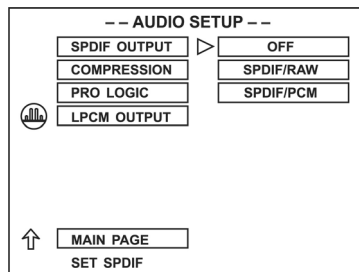 – – AUDIO SETUP – –
SPDIF OUTPUT
OFF
COMPRESSION
SPDIF/RAW
PRO LOGIC
SPDIF/PCM
LPCM OUTPUT
MAIN PAGE
SET SPDIF